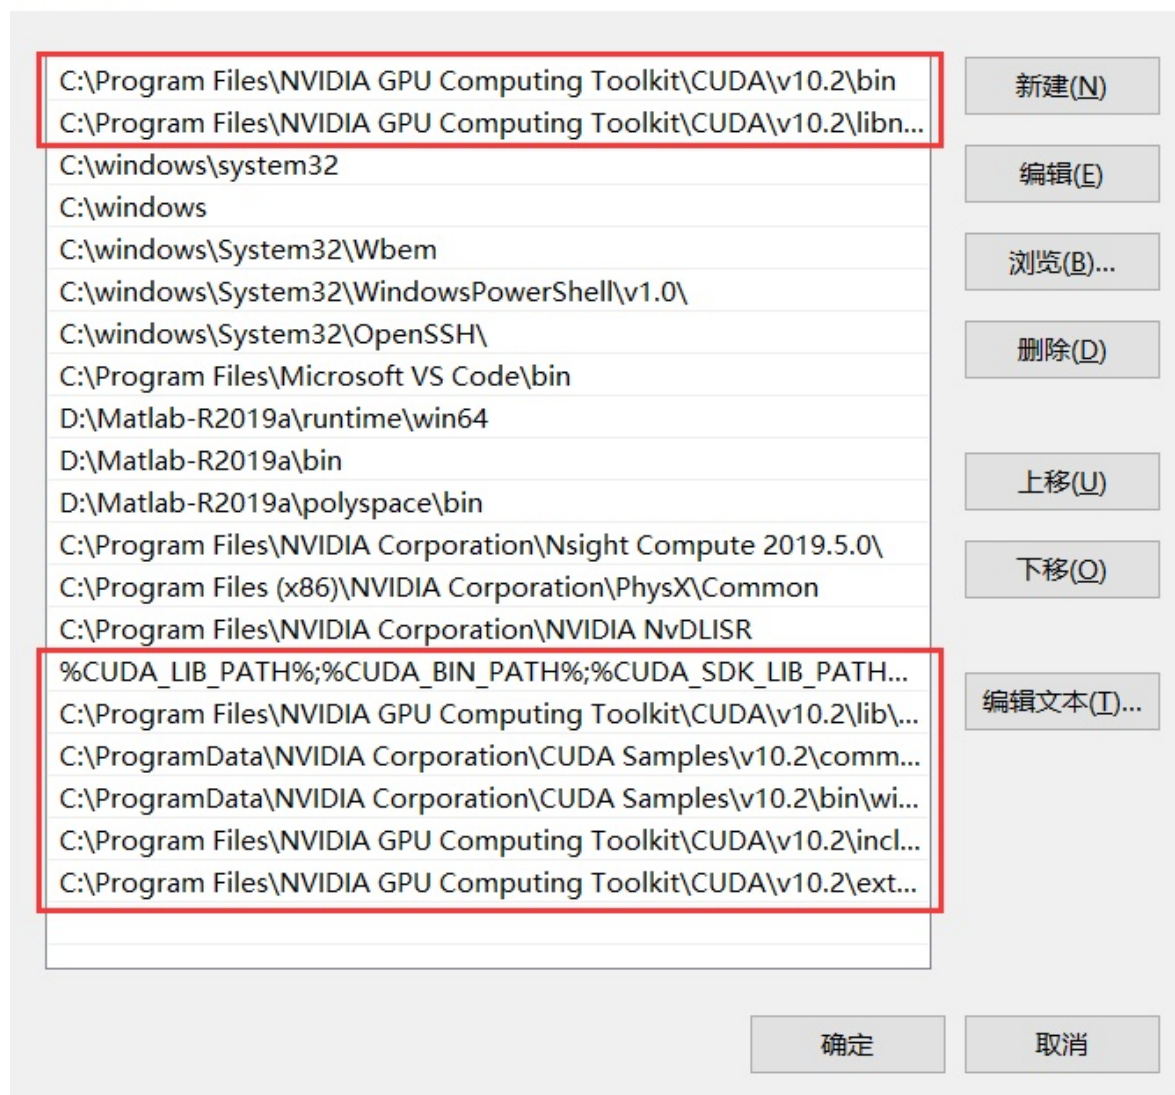 C:\Program Files\NVIDIA GPU Computing Toolkit\CUDA\v10.2\bin
C:\Program Files\NVIDIA GPU Computing Toolkit\CUDA\v10.2\libn...
C:\windows\system32
C:\windows
C:\windows\System32\Wbem
C:\windows\System32\WindowsPowerShell\v1.0\
C:\windows\System32\OpenSSH\
C:\Program Files\Microsoft VS Code\bin
D:\Matlab-R2019a\runtime\win64
D:\Matlab-R2019a\bin
D:\Matlab-R2019a\polyspace\bin
C:\Program Files\NVIDIA Corporation\Nsight Compute 2019.5.0\
C:\Program Files (x86)\NVIDIA Corporation\PhysX\Common
C:\Program Files\NVIDIA Corporation\NVIDIA NvDLISR
%CUDA_LIB_PATH%;%CUDA_BIN_PATH%;%CUDA_SDK_LIB_PATH...
C:\Program Files\NVIDIA GPU Computing Toolkit\CUDA\v10.2\lib\...
C:\ProgramData\NVIDIA Corporation\CUDA Samples\v10.2\comm...
C:\ProgramData\NVIDIA Corporation\CUDA Samples\v10.2\bin\wi...
C:\Program Files\NVIDIA GPU Computing Toolkit\CUDA\v10.2\incl...
C:\Program Files\NVIDIA GPU Computing Toolkit\CUDA\v10.2\ext...
新建(N)
编辑(E)
浏览(B)...
删除(D)
上移(U)
下移(O)
编辑文本(T)...
确定
取消